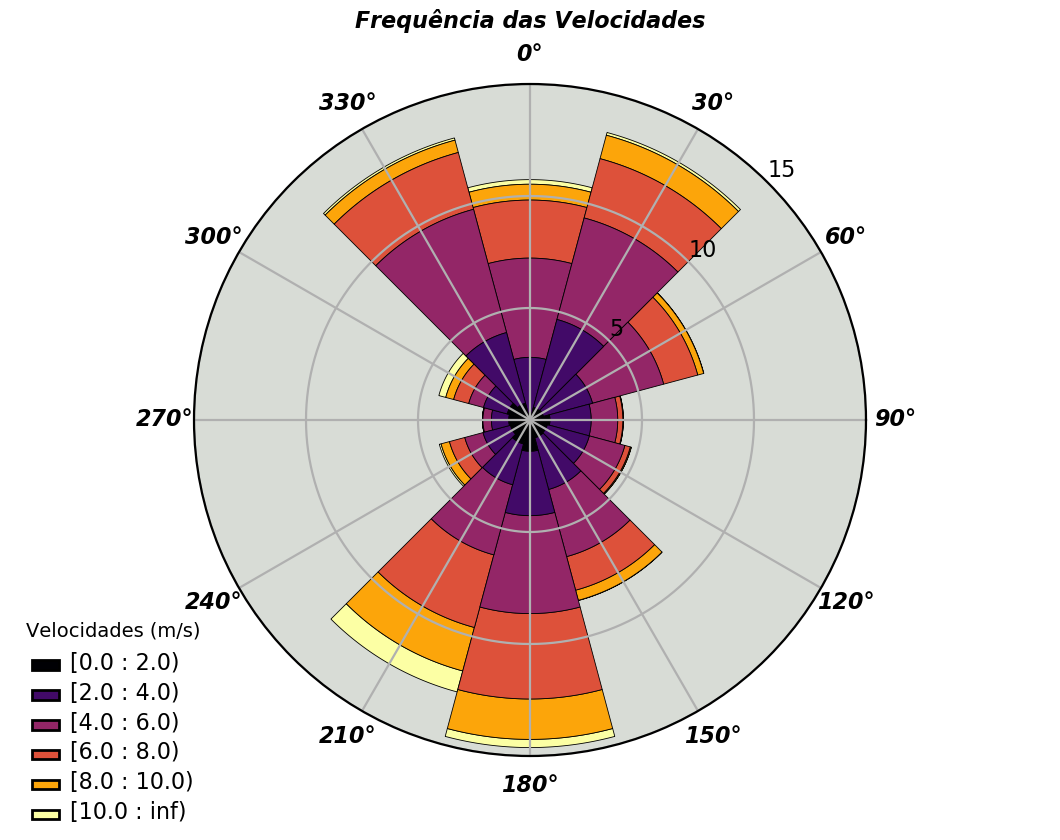 Frequência das Velocidades
0°
30°
60°
90°
120°
150°
180°
210°
240°
270°
300°
330°
5
10
15
Velocidades (m/s)
[0.0 : 2.0)
[2.0 : 4.0)
[4.0 : 6.0)
[6.0 : 8.0)
[8.0 : 10.0)
[10.0 : inf)